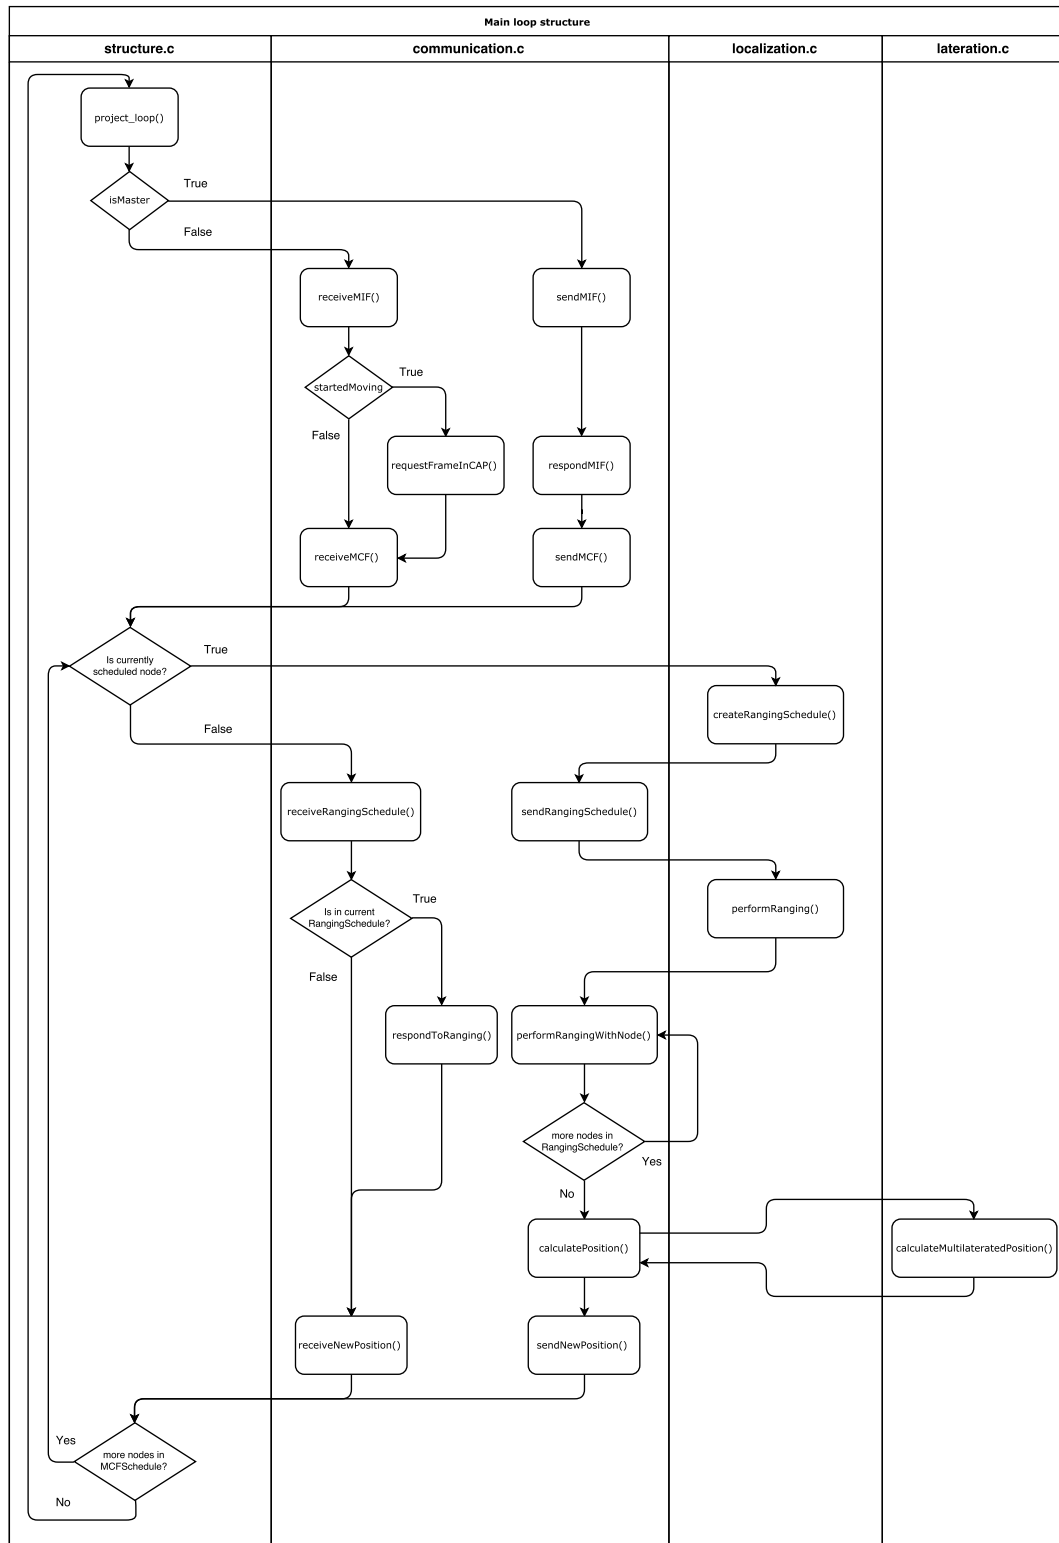 Main loop structure
structure.c
communication.c
localization.c
lateration.c
project_loop()
isMaster
True
False
receiveMIF()
sendMIF()
startedMoving
True
False
requestFrameInCAP()
respondMIF()
receiveMCF()
sendMCF()
Is currently
scheduled node?
True
False
createRangingSchedule()
receiveRangingSchedule()
sendRangingSchedule()
Is in current
RangingSchedule?
True
False
performRanging()
respondToRanging()
performRangingWithNode()
more nodes in
RangingSchedule?
Yes
No
calculatePosition()
calculateMultilateratedPosition()
receiveNewPosition()
sendNewPosition()
more nodes in
MCFSchedule?
Yes
No